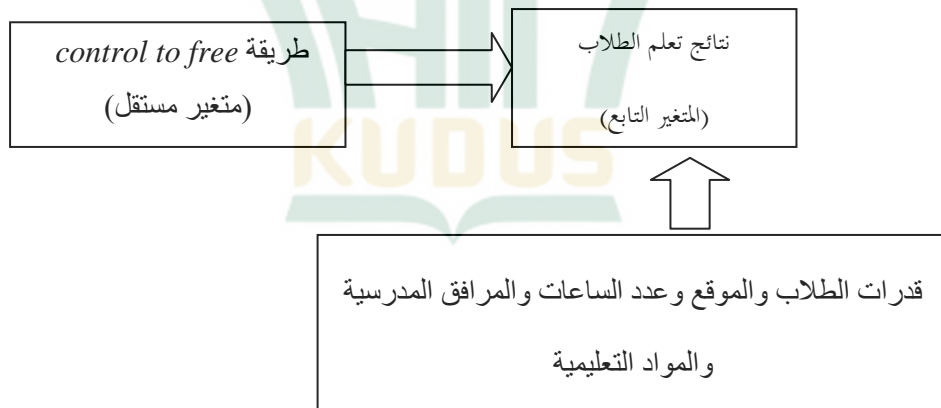 طريقة control to free
(متغير مستقل)
نتائج تعلم الطلاب
(المتغير التابع)
KUDUS
قدرات الطلاب والموقع وعدد الساعات والمرافق المدرسية
والمواد التعليمية